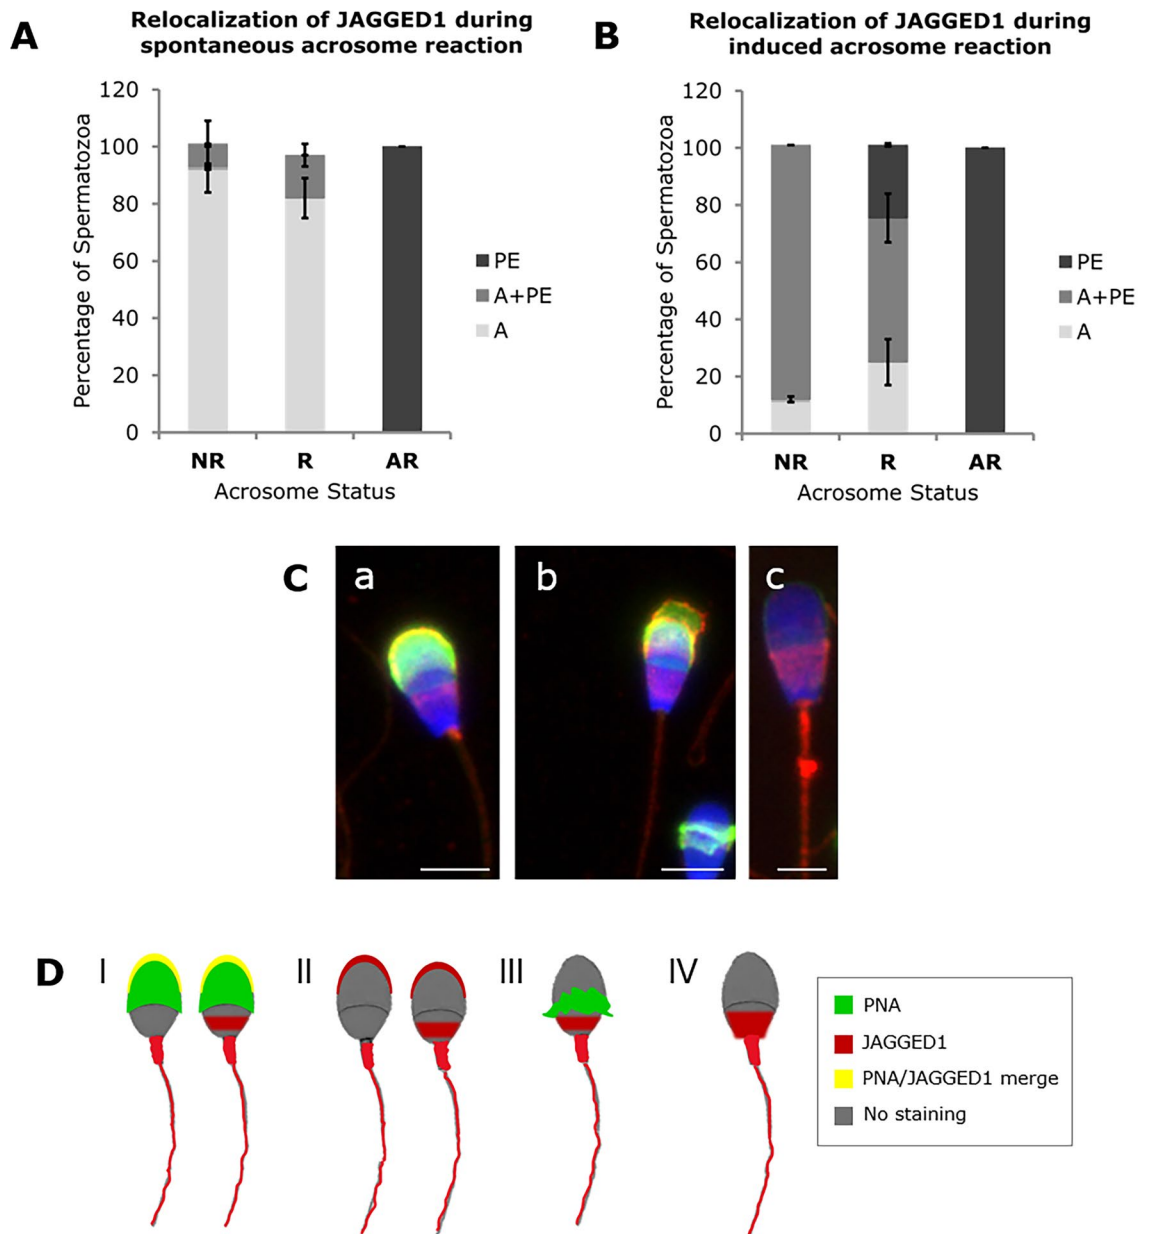 A
Relocalization of JAGGED1 during
spontaneous acrosome reaction
Percentage of Spermatozoa
120
100
80
60
40
20
0
NR R AR
Acrosome Status
PE
A+PE
A
B
Relocalization of JAGGED1 during
induced acrosome reaction
Percentage of Spermatozoa
120
100
80
60
40
20
0
NR R AR
Acrosome Status
PE
A+PE
A
C
a
b
c
D
I
II
III
IV
PNA
JAGGED1
PNA/JAGGED1 merge
No staining